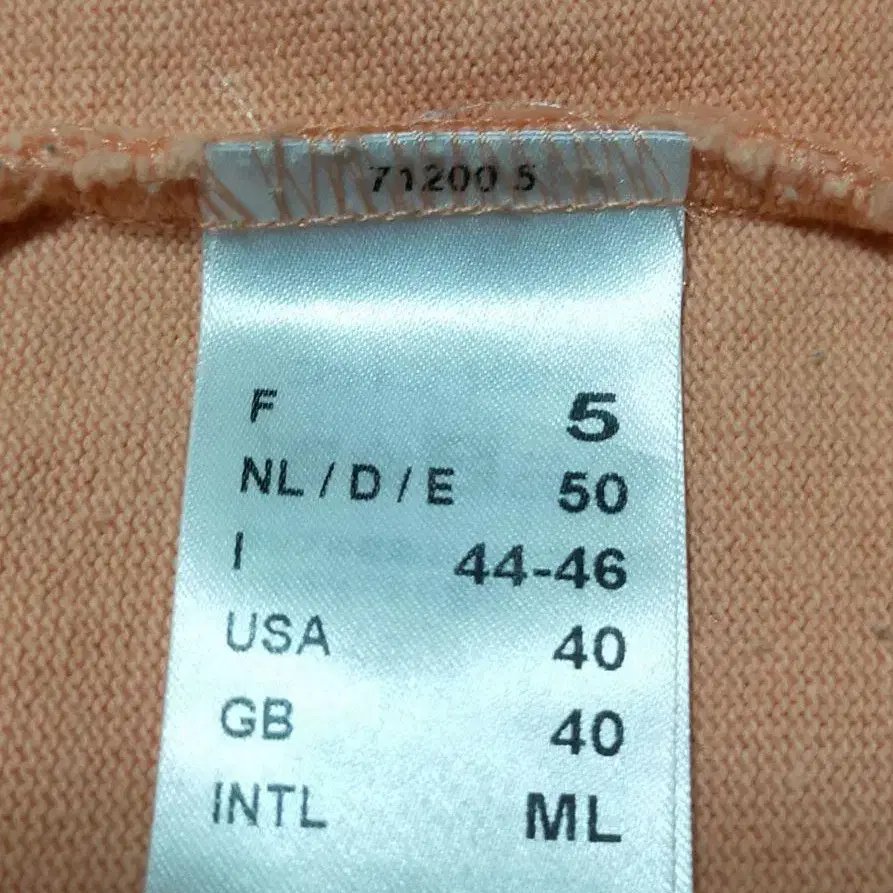 71200 5
F 5
NL / D / E 50
I 44-46
USA 40
GB 40
INTL ML